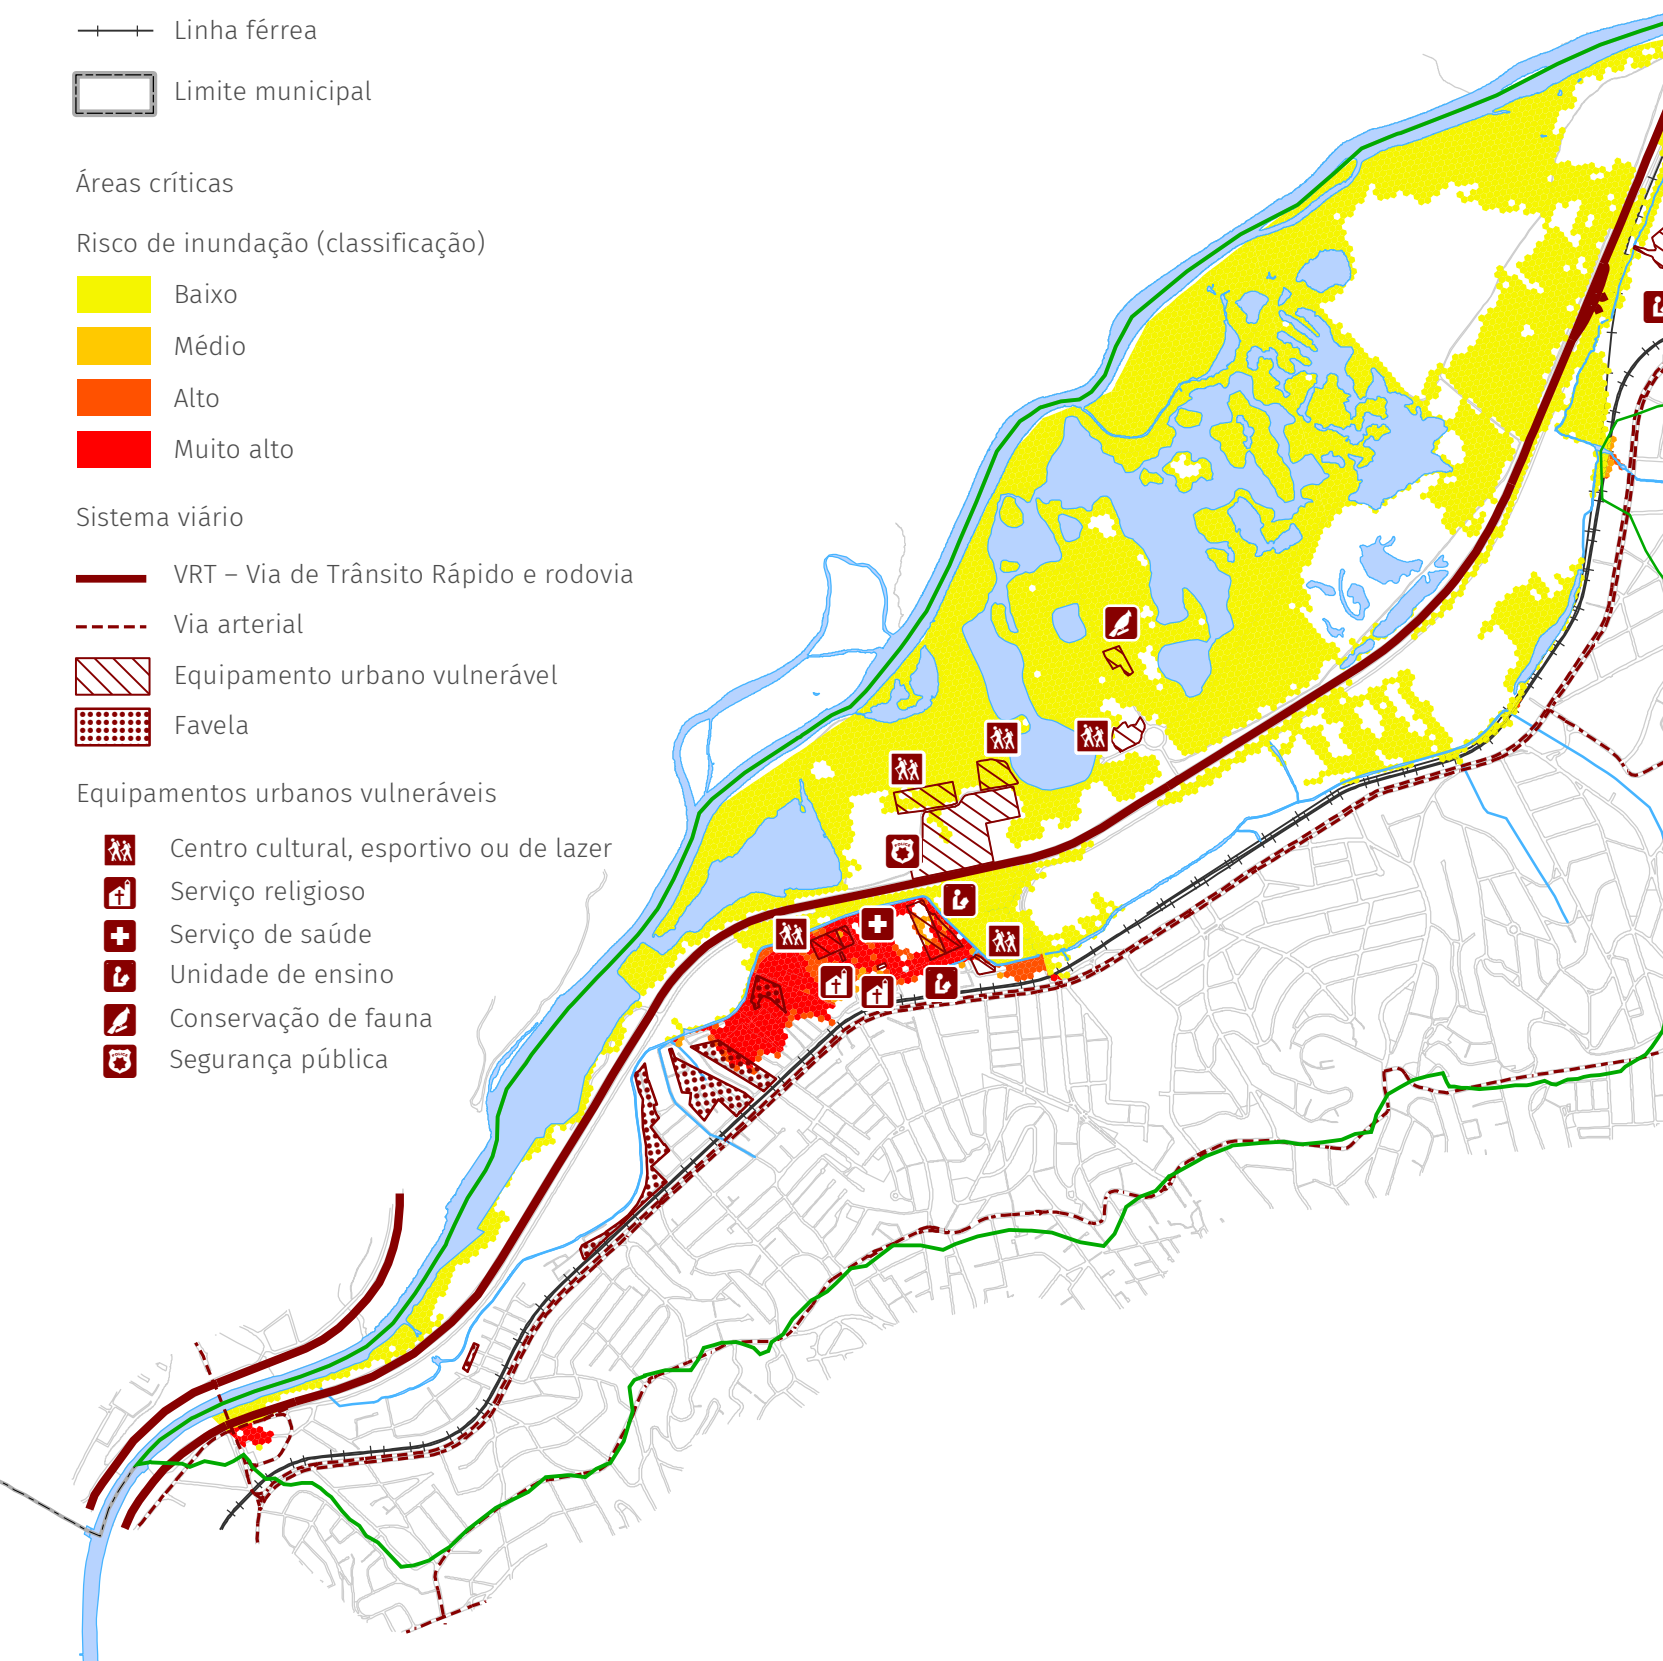 Linha férrea
Limite municipal
Áreas críticas
Risco de inundação (classificação)
Baixo
Médio
Alto
Muito alto
Sistema viário
VRT – Via de Trânsito Rápido e rodovia
Via arterial
Equipamento urbano vulnerável
Favela
Equipamentos urbanos vulneráveis
Centro cultural, esportivo ou de lazer
Serviço religioso
Serviço de saúde
Unidade de ensino
Conservação de fauna
Segurança pública